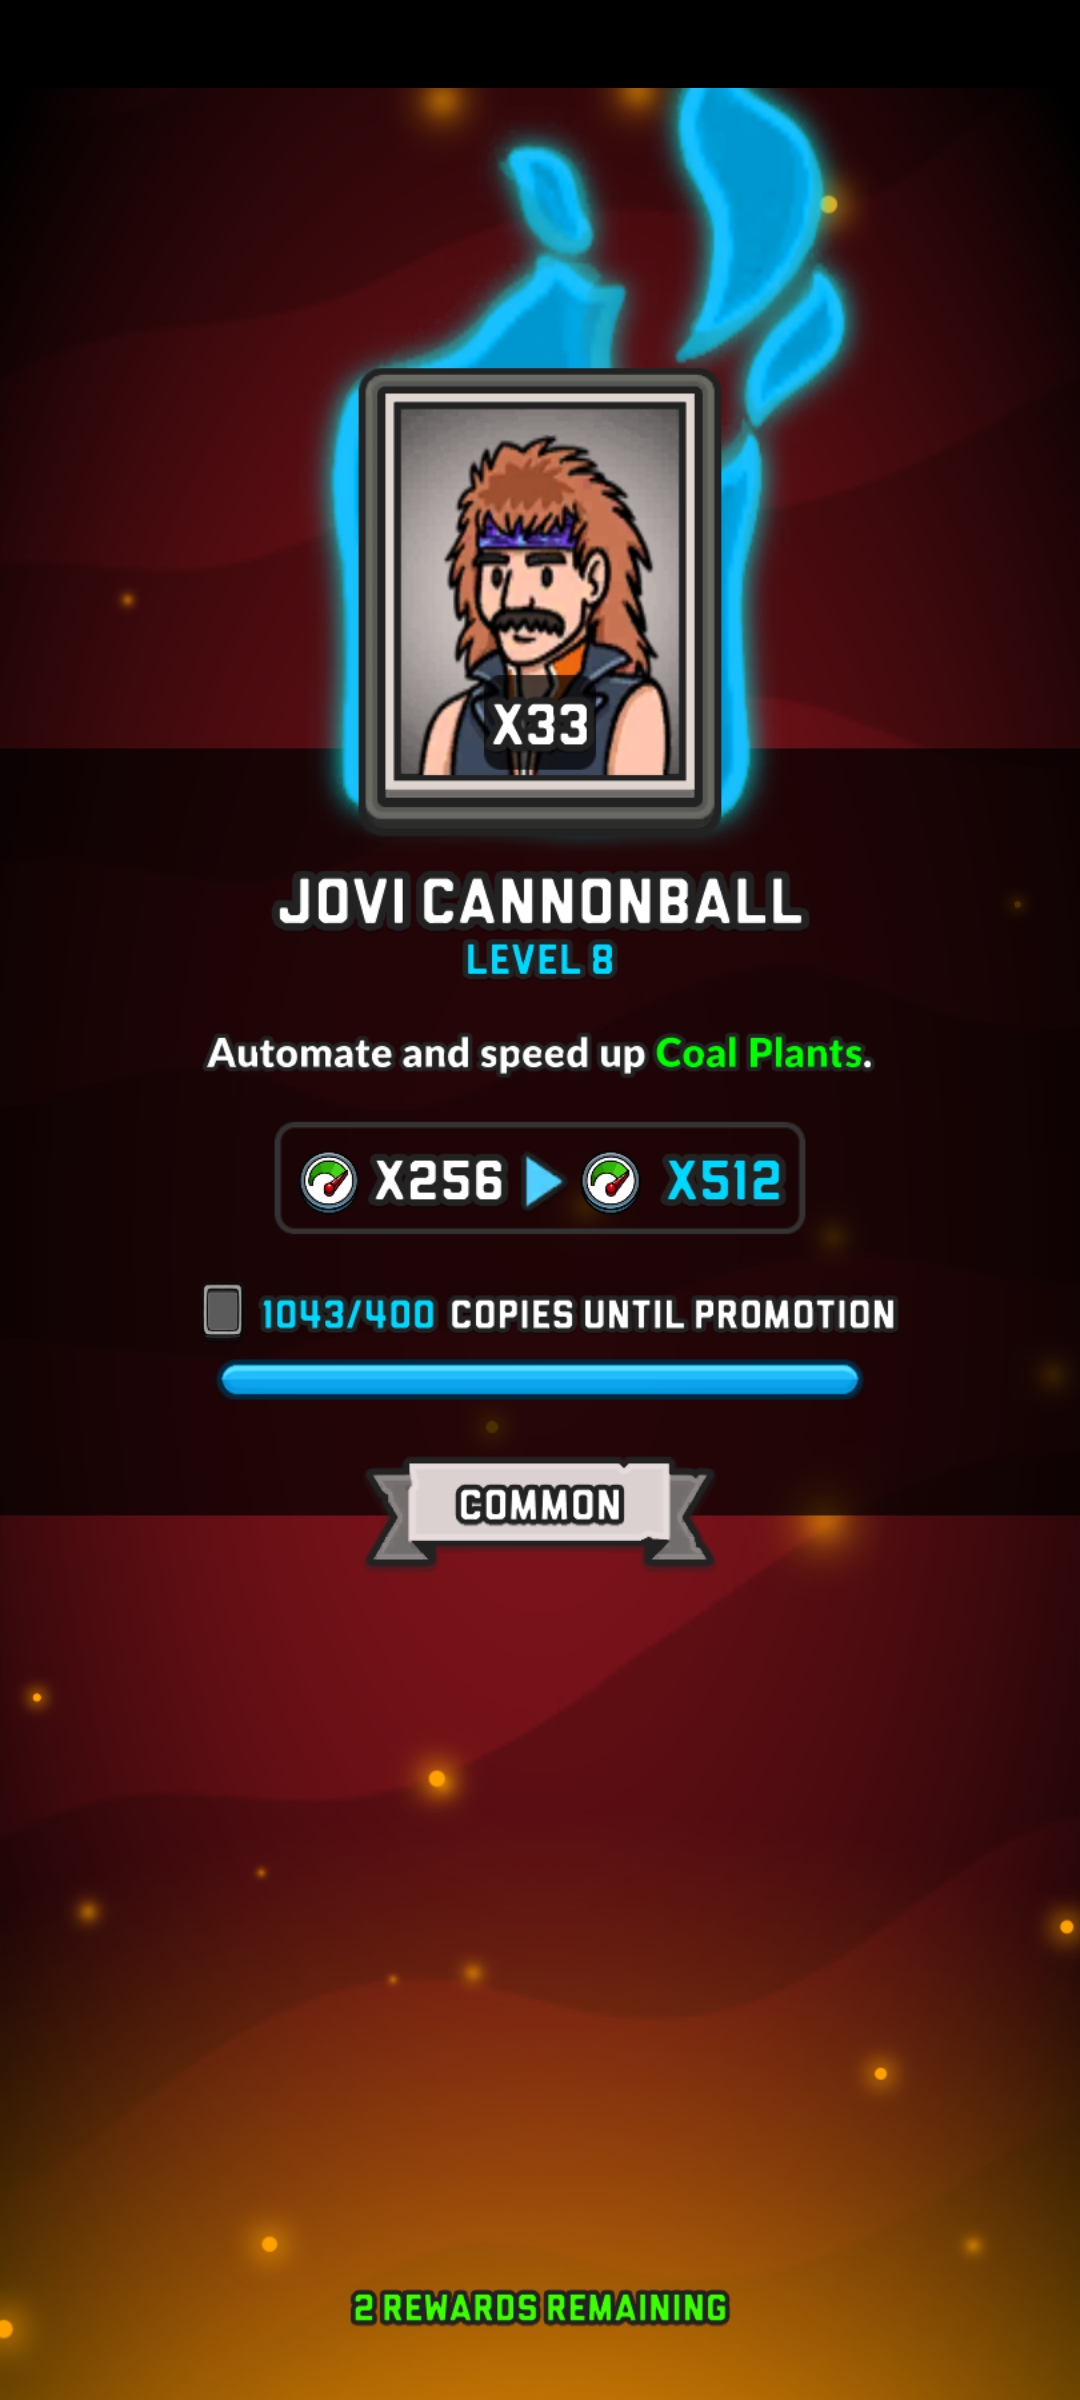 X33
JOVI CANNONBALL
LEVEL 8
Automate and speed up Coal Plants.
X256 X512
1043/400 COPIES UNTIL PROMOTION
COMMON
2 REWARDS REMAINING